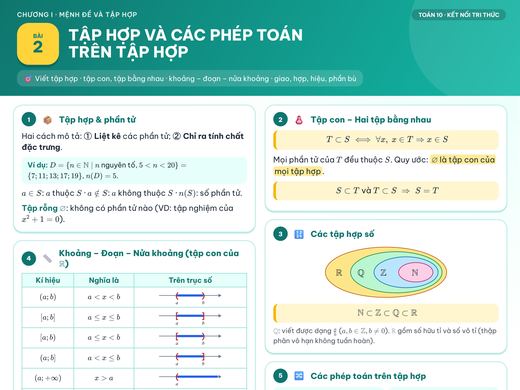 CHƯƠNG I · MỆNH ĐỀ VÀ TẬP HỢP
TOÁN 10 · KẾT NỐI TRI THỨC
BÀI
2
TẬP HỢP VÀ CÁC PHÉP TOÁN
TRÊN TẬP HỢP
🎯 Viết tập hợp · tập con, tập bằng nhau · khoảng – đoạn – nửa khoảng · giao, hợp, hiệu, phần bù
1 📦 Tập hợp & phần tử
Hai cách mô tả: ① Liệt kê các phần tử; ② Chỉ ra tính chất
đặc trưng.
Ví dụ: D = {n ∈ ℕ | n nguyên tố, 5 < n < 20} =
{7; 11; 13; 17; 19}, n(D) = 5.
a ∈ S: a thuộc S · a ∉ S: a không thuộc S · n(S): số phần tử.
Tập rỗng ∅: không có phần tử nào (VD: tập nghiệm của
x² + 1 = 0).
4 📏 Khoảng – Đoạn – Nửa khoảng (tập con của
ℝ)
Kí hiệu Nghĩa là Trên trục số
(a; b) a < x < b a b
[a; b] a ≤ x ≤ b a b
[a; b) a ≤ x < b a b
(a; b] a < x ≤ b a b
(a; +∞) x > a a
2 🪆 Tập con – Hai tập bằng nhau
T ⊂ S ⟺ ∀x, x ∈ T ⇒ x ∈ S
Mọi phần tử của T đều thuộc S. Quy ước: ∅ là tập con của
mọi tập hợp.
S ⊂ T và T ⊂ S ⇒ S = T
3 🔢 Các tập hợp số
ℝ ℚ ℤ ℕ
ℕ ⊂ ℤ ⊂ ℚ ⊂ ℝ
ℚ: viết được dạng a/b (a, b ∈ ℤ, b ≠ 0). ℝ gồm số hữu tỉ và số vô tỉ (thập
phân vô hạn không tuần hoàn).
5 🔀 Các phép toán trên tập hợp